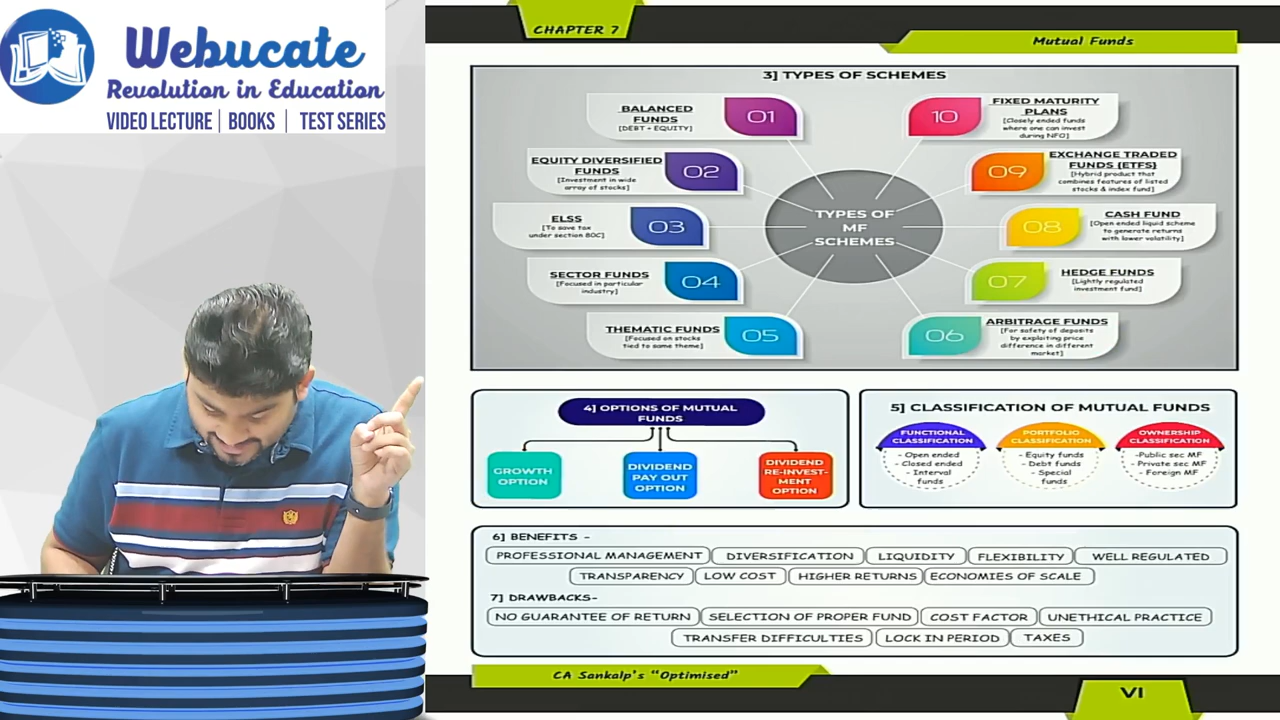 Webucate
Revolution in Education
VIDEO LECTURE | BOOKS | TEST SERIES
CHAPTER 7
Mutual Funds
3] TYPES OF SCHEMES
BALANCED
FUNDS
[DEBT + EQUITY]
01
EQUITY DIVERSIFIED
FUNDS
[Investment in wide
array of stocks]
02
ELSS
[To save tax
under section 80C]
03
SECTOR FUNDS
[Focused in particular
industry]
04
THEMATIC FUNDS
[Focused on stocks
tied to same theme]
05
TYPES OF
MF
SCHEMES
10
FIXED MATURITY
PLANS
[Closely ended funds
where one can invest
during NFO]
09
EXCHANGE TRADED
FUNDS (ETFS)
[Hybrid product that
combines features of listed
stocks & index fund]
08
CASH FUND
[Open ended liquid scheme
to generate returns
with lower volatility]
07
HEDGE FUNDS
[Lightly regulated
investment fund]
06
ARBITRAGE FUNDS
[For safety of deposits
by exploiting price
difference in different
market]
4] OPTIONS OF MUTUAL
FUNDS
GROWTH
OPTION
DIVIDEND
PAY OUT
OPTION
DIVIDEND
RE-INVEST-
MENT
OPTION
5] CLASSIFICATION OF MUTUAL FUNDS
FUNCTIONAL
CLASSIFICATION
- Open ended
- Closed ended
- Interval
funds
PORTFOLIO
CLASSIFICATION
- Equity funds
- Debt funds
- Special
funds
OWNERSHIP
CLASSIFICATION
-Public sec MF
- Private sec MF
- Foreign MF
6] BENEFITS -
PROFESSIONAL MANAGEMENT DIVERSIFICATION LIQUIDITY FLEXIBILITY WELL REGULATED
TRANSPARENCY LOW COST HIGHER RETURNS ECONOMIES OF SCALE
7] DRAWBACKS-
NO GUARANTEE OF RETURN SELECTION OF PROPER FUND COST FACTOR UNETHICAL PRACTICE
TRANSFER DIFFICULTIES LOCK IN PERIOD TAXES
CA Sankalp's "Optimised"
VI